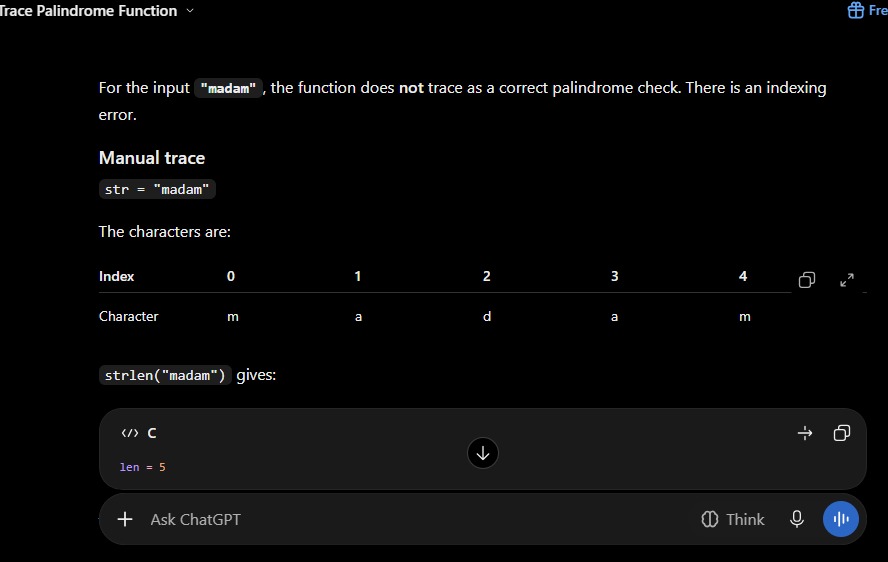 Trace Palindrome Function
Fre
For the input "madam", the function does not trace as a correct palindrome check. There is an indexing
error.
Manual trace
str = "madam"
The characters are:
Index 0 1 2 3 4
Character m a d a m
strlen("madam") gives:
</> C
len = 5
Ask ChatGPT Think